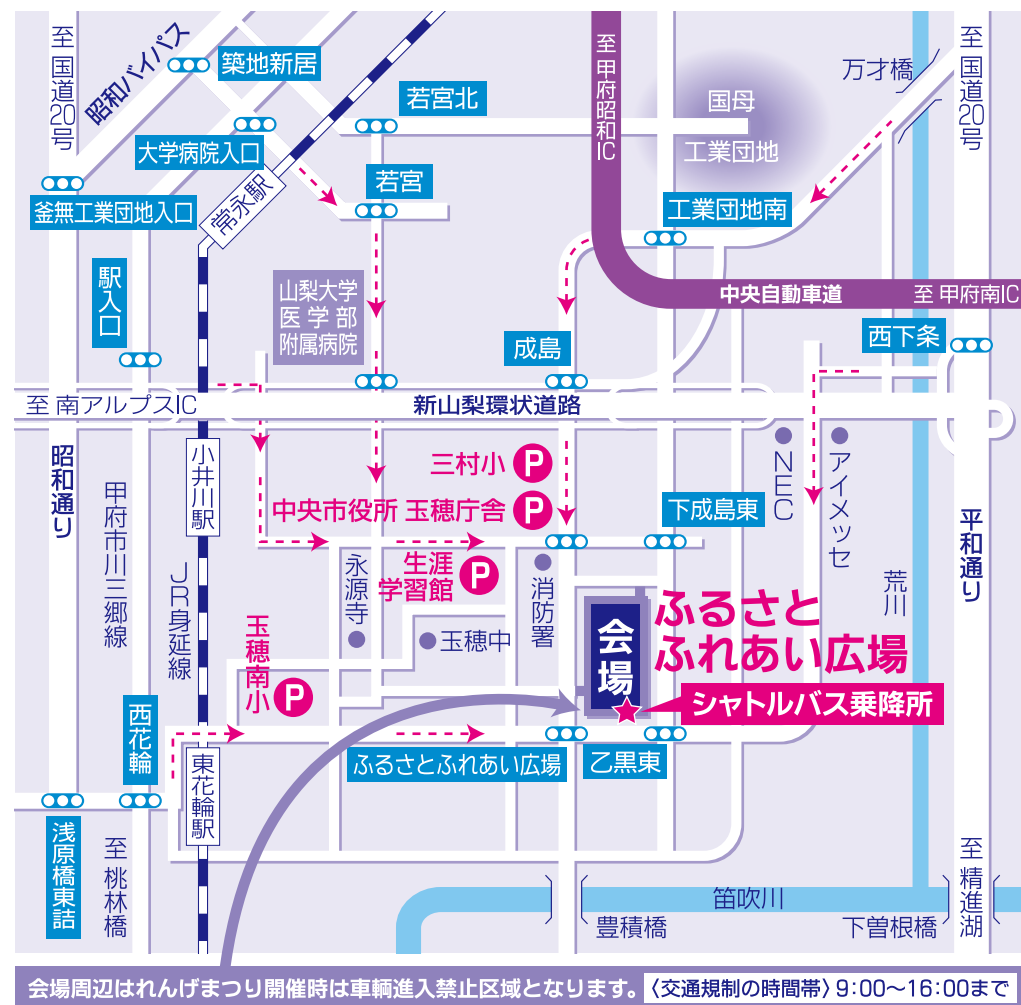 至 国道20号
昭和バイパス
築地新居
若宮北
至 甲府昭和IC
国母
工業団地
万才橋
至 国道20号
大学病院入口
若宮
釜無工業団地入口
常永駅
工業団地南
駅入口
山梨大学
医学部
附属病院
中央自動車道
至 甲府南IC
成島
西下条
至 南アルプスIC
新山梨環状道路
昭和通り
小井川駅
三村小 P
NEC
アイメッセ
甲府市川三郷線
中央市役所 玉穂庁舎 P
下成島東
平和通り
JR身延線
永源寺
生涯
学習館 P
消防署
荒川
玉穂南小 P
玉穂中
会場
ふるさと
ふれあい広場
シャトルバス乗降所
西花輪
東花輪駅
ふるさとふれあい広場
乙黒東
浅原橋東詰
至 桃林橋
笛吹川
豊積橋
下曽根橋
至 精進湖
会場周辺はれんげまつり開催時は車輌進入禁止区域となります。〈交通規制の時間帯〉9:00〜16:00まで